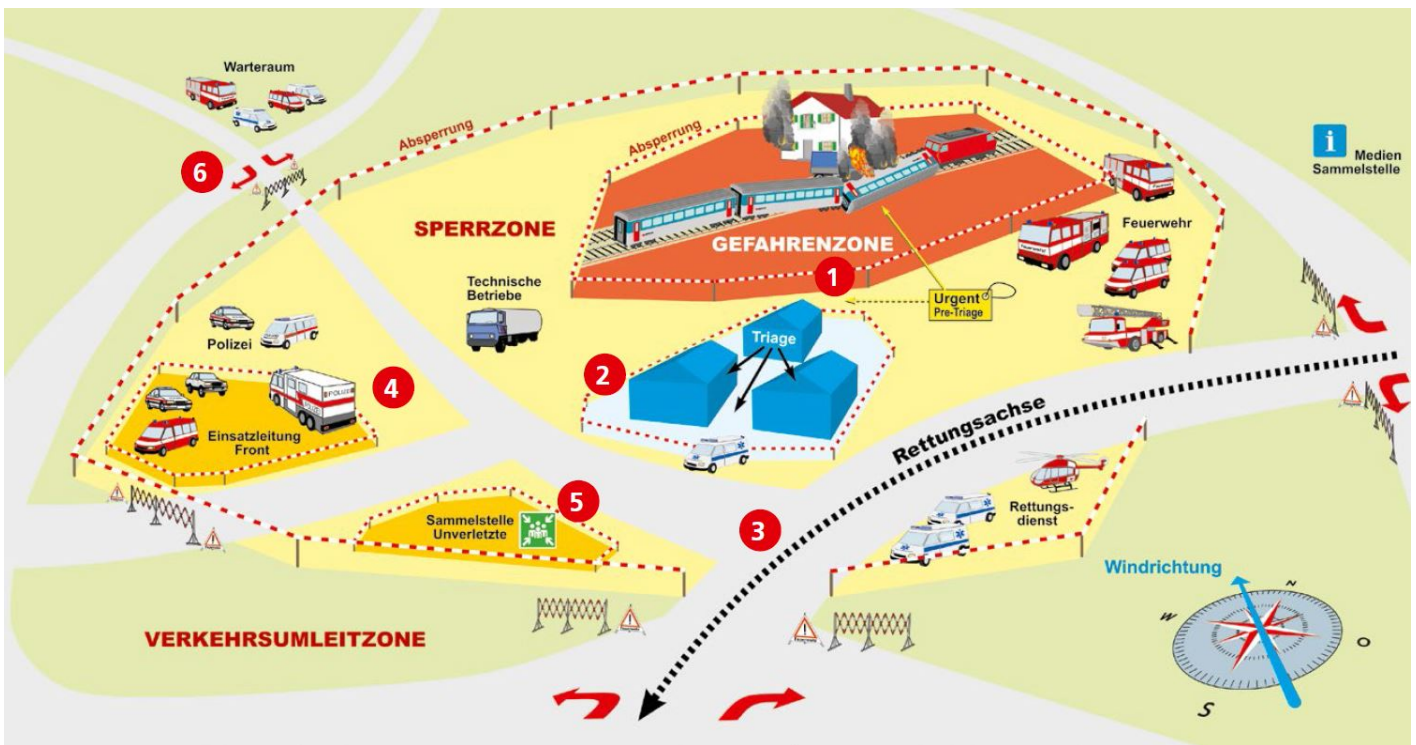 Warteraum
Absperrung
6
Absperrung
i
Medien
Sammelstelle
SPERRZONE
GEFAHRENZONE
Feuerwehr
1
Technische
Betriebe
Urgent
Pre-Triage
Polizei
Triage
2
4
POLIZEI
Einsatzleitung
Front
Rettungsachse
5
Sammelstelle
Unverletzte
3
Rettungs-
dienst
Windrichtung
N
W
O
S
VERKEHRSUMLEITZONE